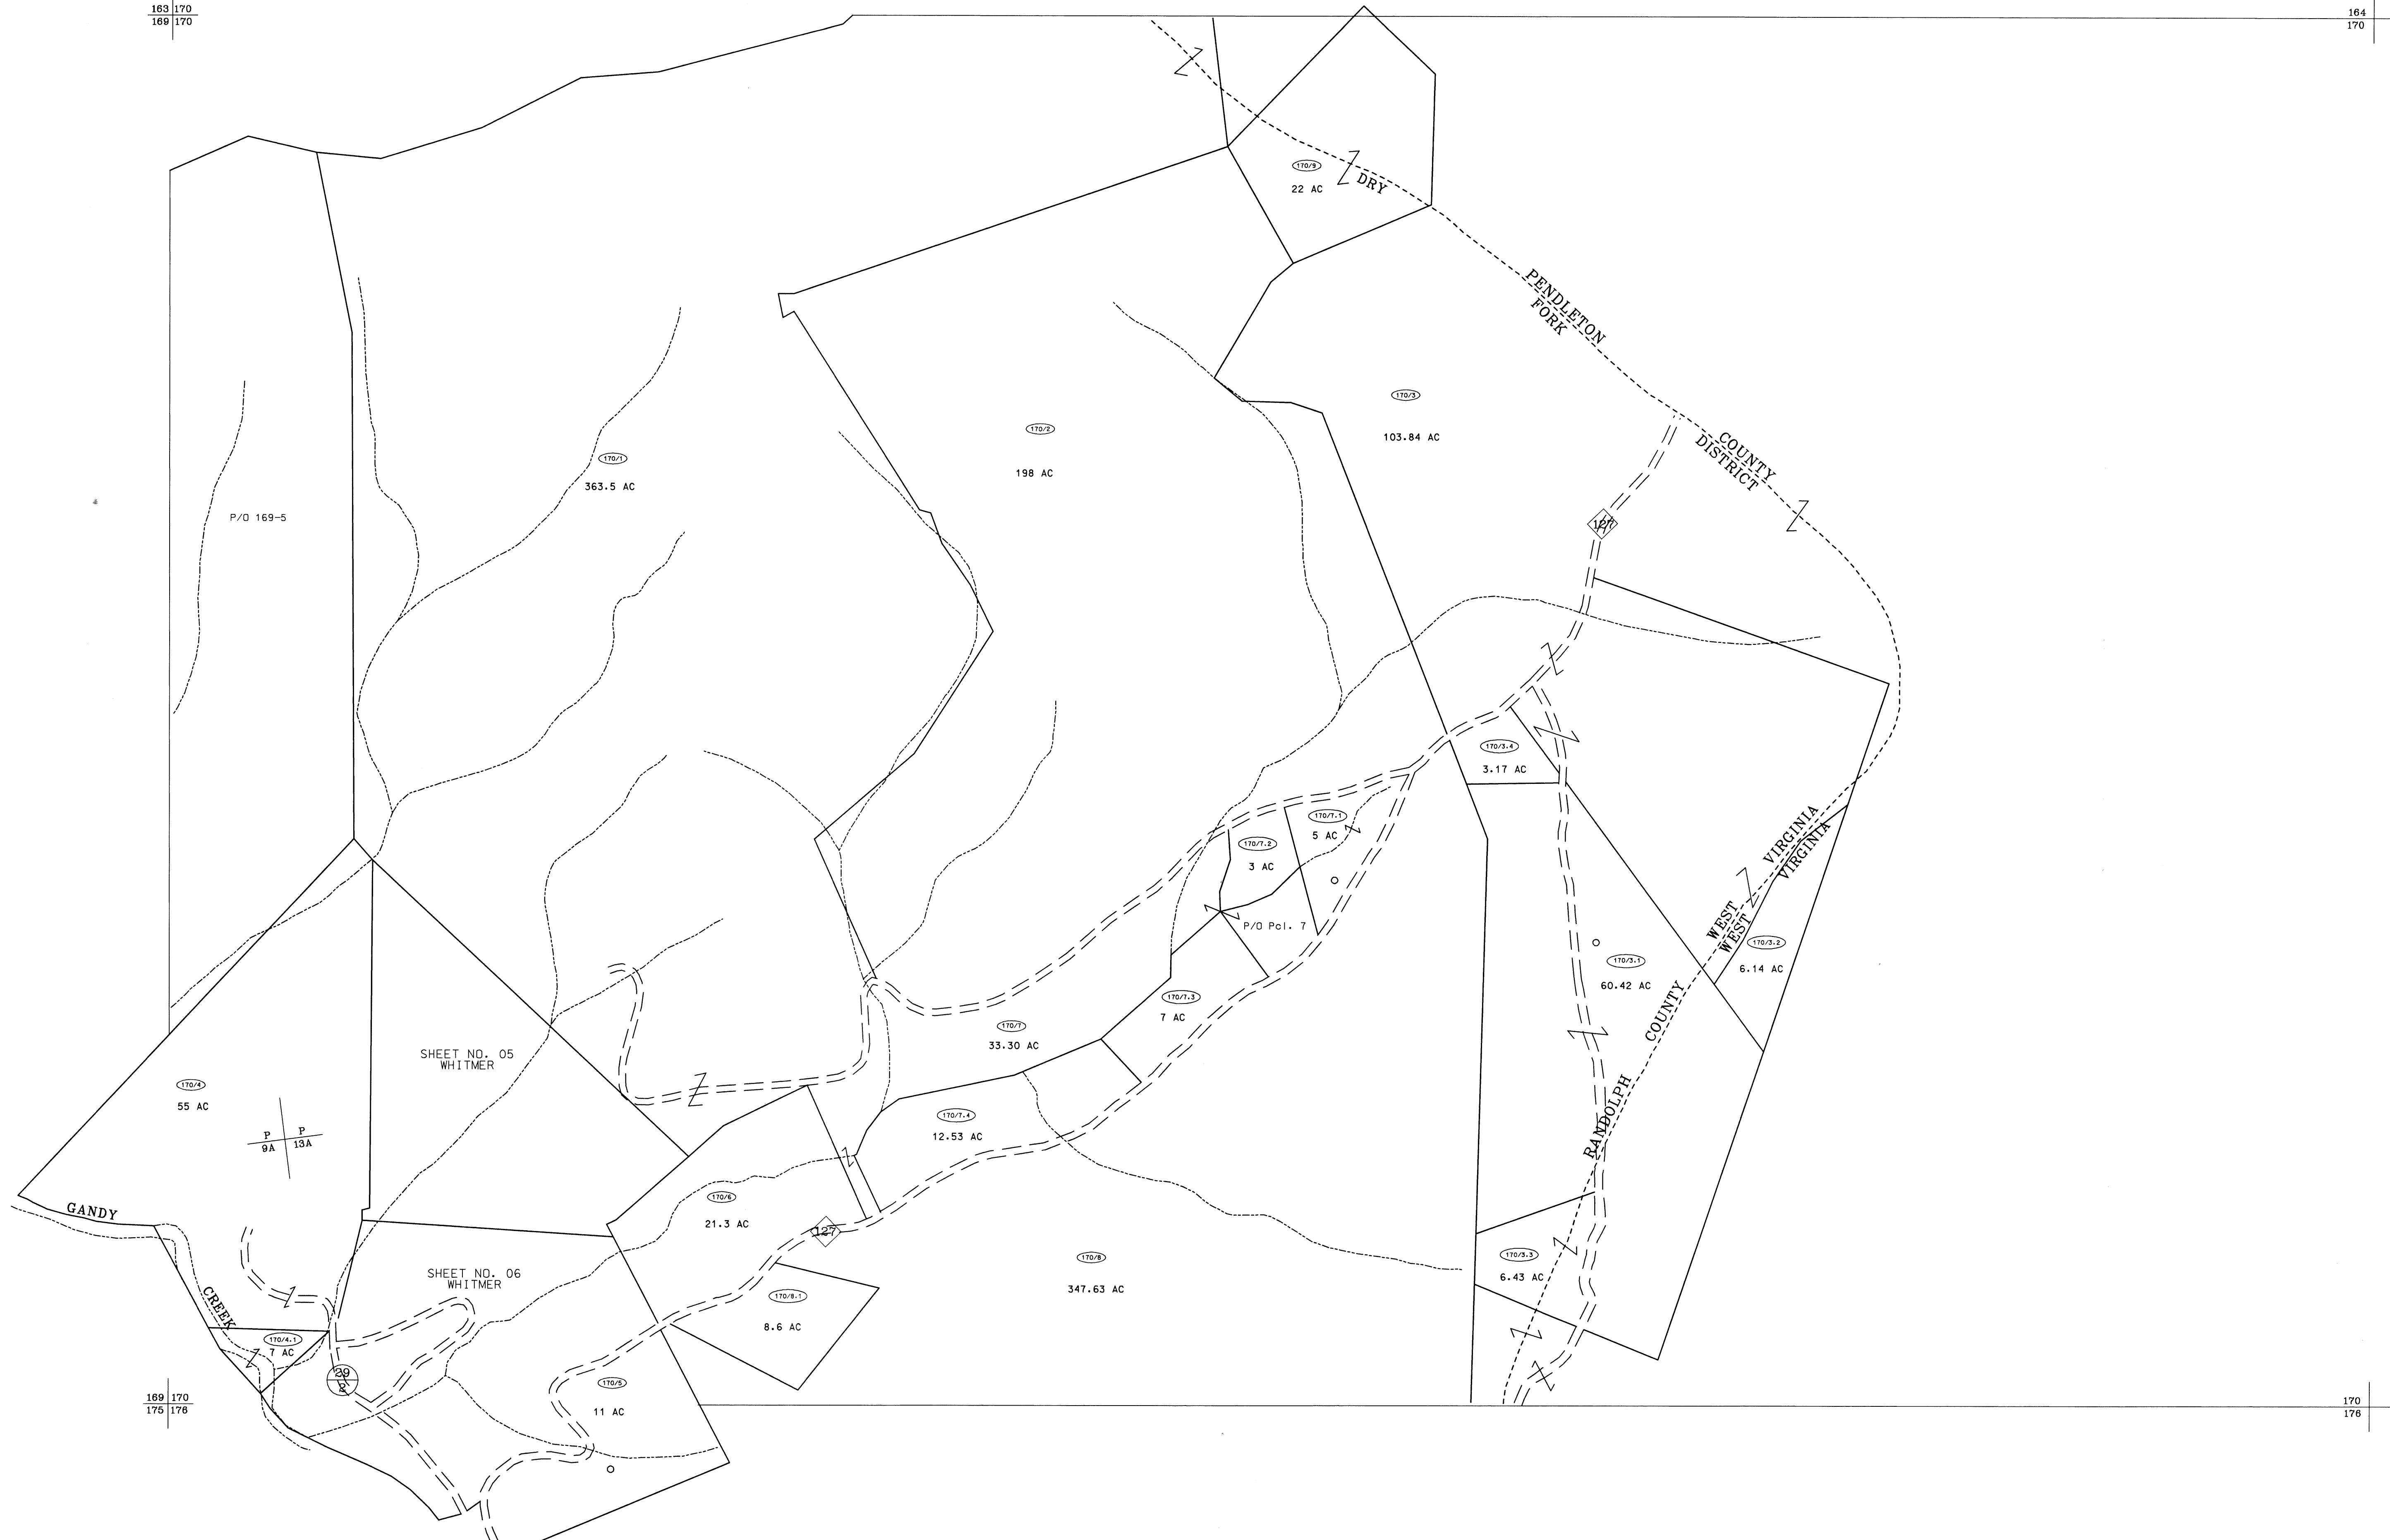 163 170
169 170
164
170
170/9
22 AC
DRY
PENDLETON
FORK
170/3
103.84 AC
170/2
198 AC
170/1
363.5 AC
COUNTY
DISTRICT
P/O 169-5
127
170/3.4
3.17 AC
170/7.1
5 AC
170/7.2
3 AC
VIRGINIA
VIRGINIA
WEST
WEST
P/O Pcl. 7
170/3.2
6.14 AC
170/3.1
60.42 AC
170/7.3
7 AC
COUNTY
170/7
33.30 AC
SHEET NO. 05
WHITMER
170/4
55 AC
RANDOLPH
170/7.4
12.53 AC
P P
9A 13A
170/6
21.3 AC
GANDY
127
170/8
347.63 AC
170/3.3
6.43 AC
SHEET NO. 06
WHITMER
170/8.1
8.6 AC
CREEK
170/4.1
7 AC
29
2
170/5
11 AC
169 170
175 176
170
176